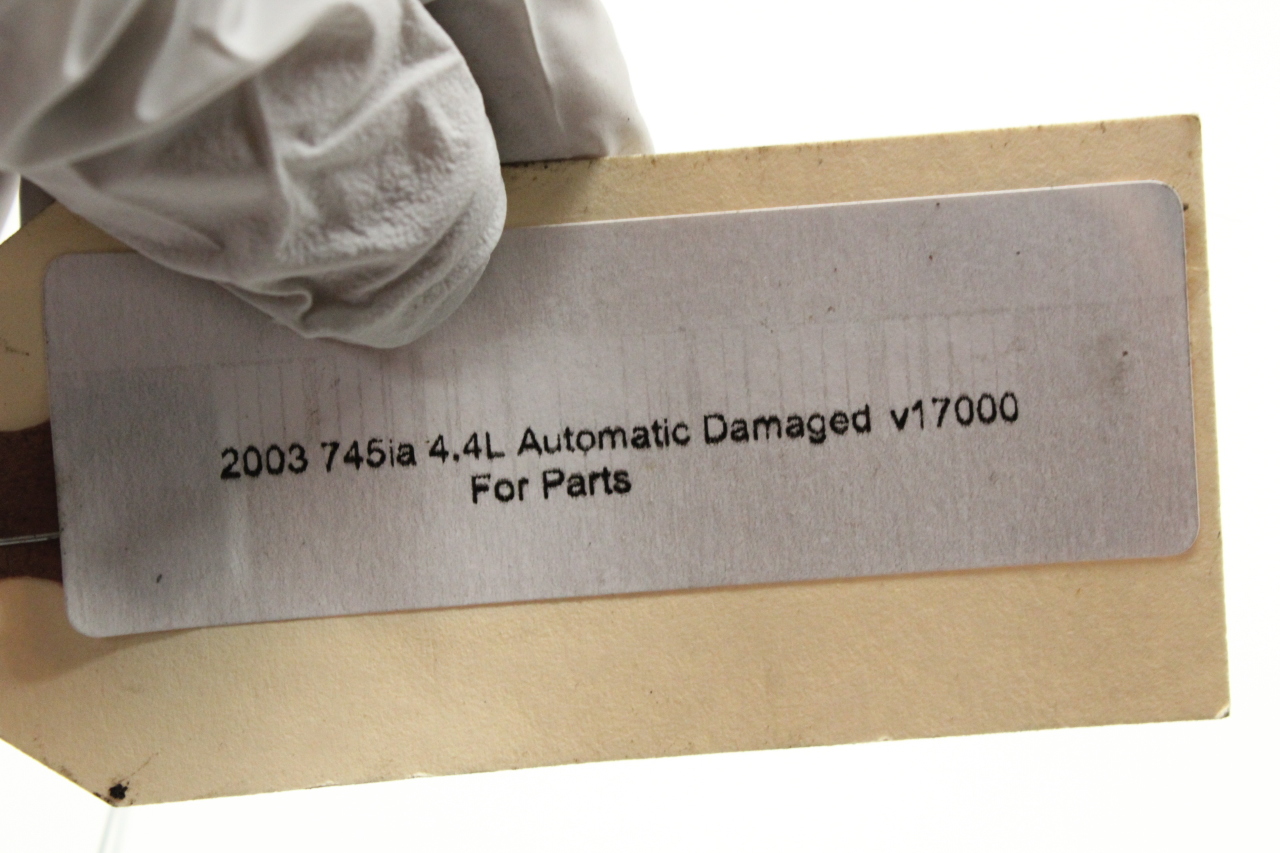 2003 745ia 4.4L Automatic Damaged v17000
For Parts